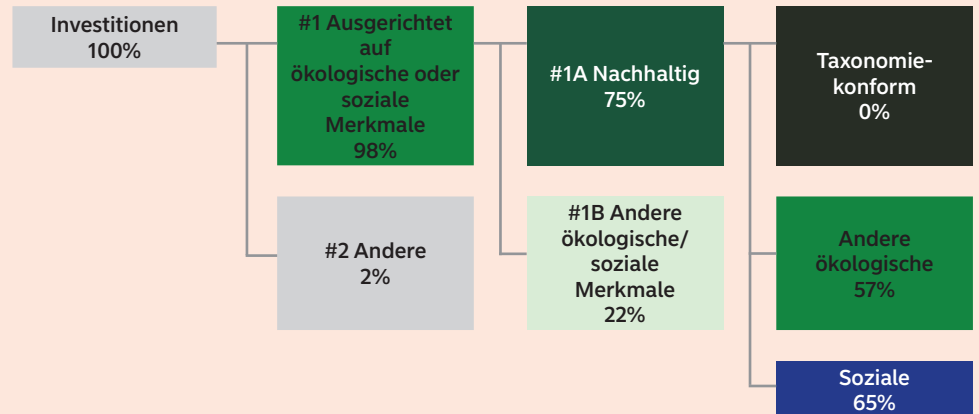 Investitionen
100%
#1 Ausgerichtet
auf
ökologische oder
soziale
Merkmale
98%
#1A Nachhaltig
75%
Taxonomie-
konform
0%
#2 Andere
2%
#1B Andere
ökologische/
soziale
Merkmale
22%
Andere
ökologische
57%
Soziale
65%